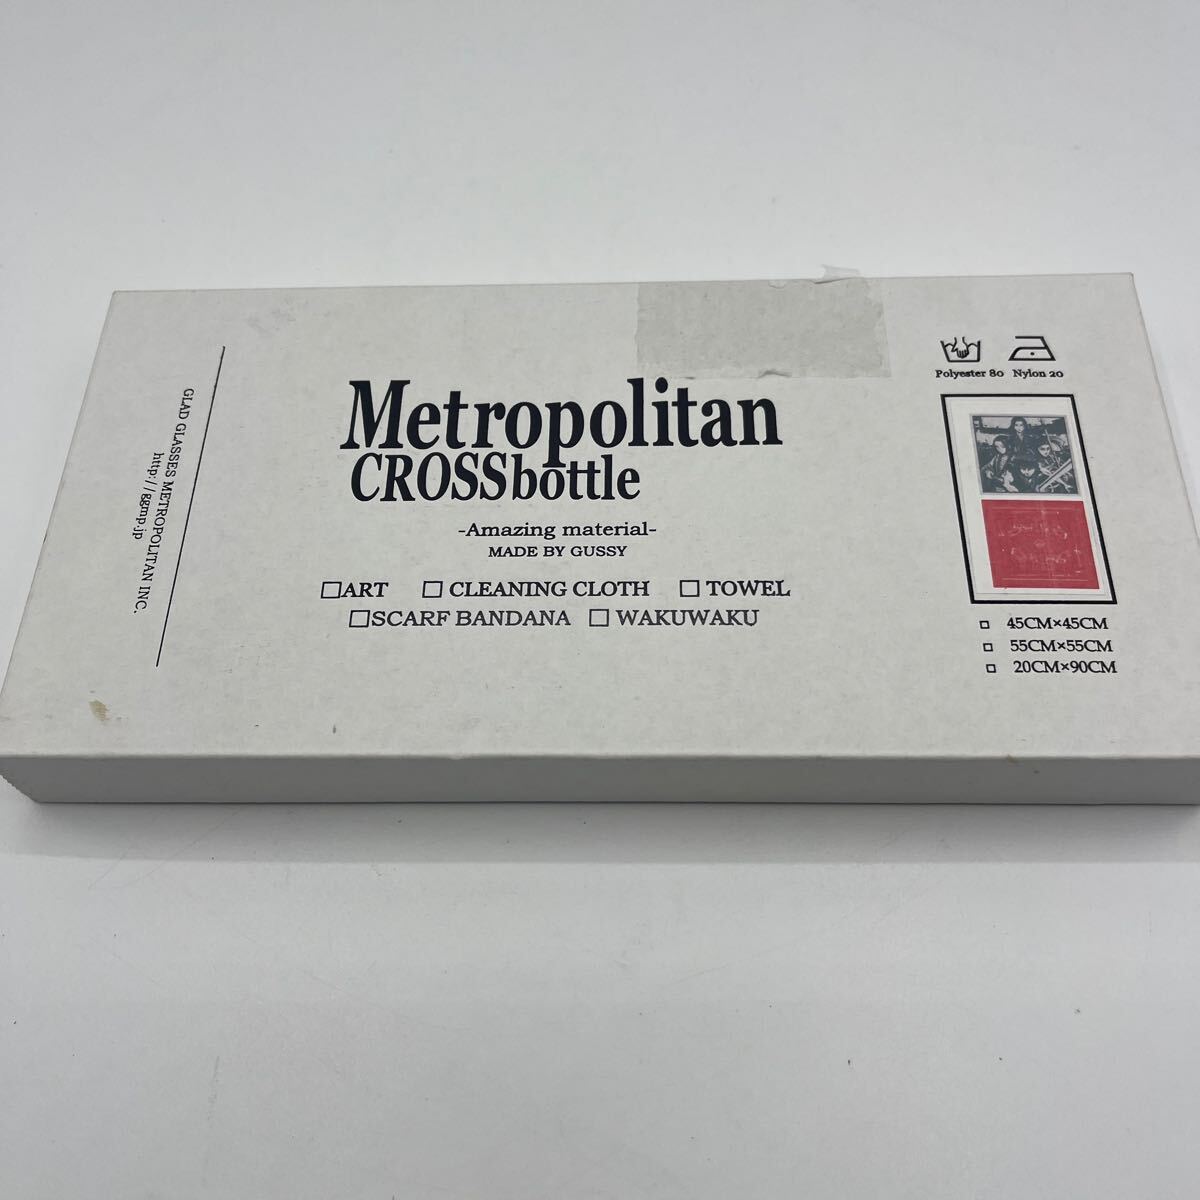 GLAD GLASSES METROPOLITAN INC.
http://ggmp.jp
Metropolitan
CROSSbottle
-Amazing material-
MADE BY GUSSY
□ART □ CLEANING CLOTH □ TOWEL
□SCARF BANDANA □ WAKUWAKU
Polyester 80 Nylon 20
□ 45CM×45CM
□ 55CM×55CM
□ 20CM×90CM